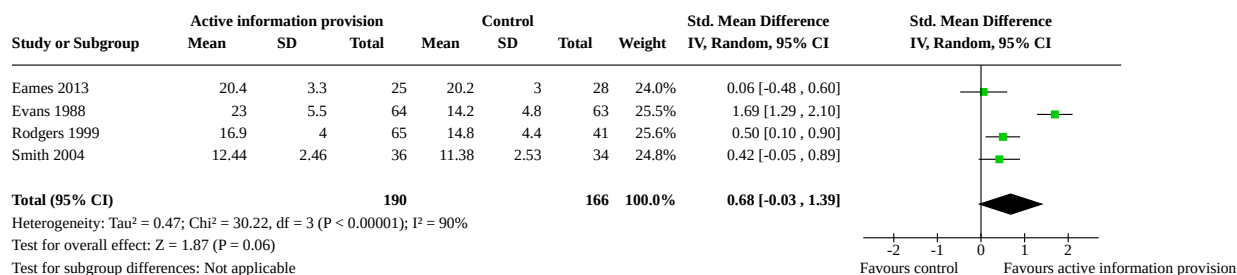 Active information provision Control Std. Mean Difference Std. Mean Difference
Study or Subgroup Mean SD Total Mean SD Total Weight IV, Random, 95% CI IV, Random, 95% CI
Eames 2013 20.4 3.3 25 20.2 3 28 24.0% 0.06 [-0.48 , 0.60]
Evans 1988 23 5.5 64 14.2 4.8 63 25.5% 1.69 [1.29 , 2.10]
Rodgers 1999 16.9 4 65 14.8 4.4 41 25.6% 0.50 [0.10 , 0.90]
Smith 2004 12.44 2.46 36 11.38 2.53 34 24.8% 0.42 [-0.05 , 0.89]
Total (95% CI) 190 166 100.0% 0.68 [-0.03 , 1.39]
Heterogeneity: Tau² = 0.47; Chi² = 30.22, df = 3 (P < 0.00001); I² = 90%
Test for overall effect: Z = 1.87 (P = 0.06) -2 -1 0 1 2
Test for subgroup differences: Not applicable Favours control Favours active information provision